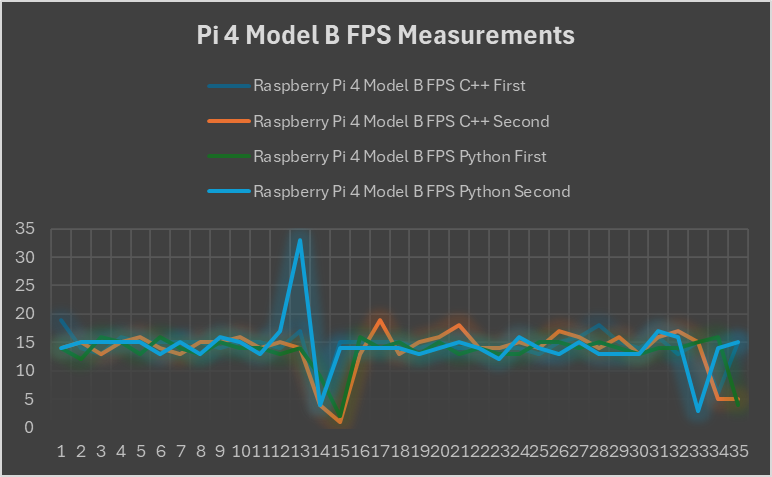 Pi 4 Model B FPS Measurements
Raspberry Pi 4 Model B FPS C++ First
Raspberry Pi 4 Model B FPS C++ Second
Raspberry Pi 4 Model B FPS Python First
Raspberry Pi 4 Model B FPS Python Second
35
30
25
20
15
10
5
0
1 2 3 4 5 6 7 8 9 10 11 12 13 14 15 16 17 18 19 20 21 22 23 24 25 26 27 28 29 30 31 32 33 34 35